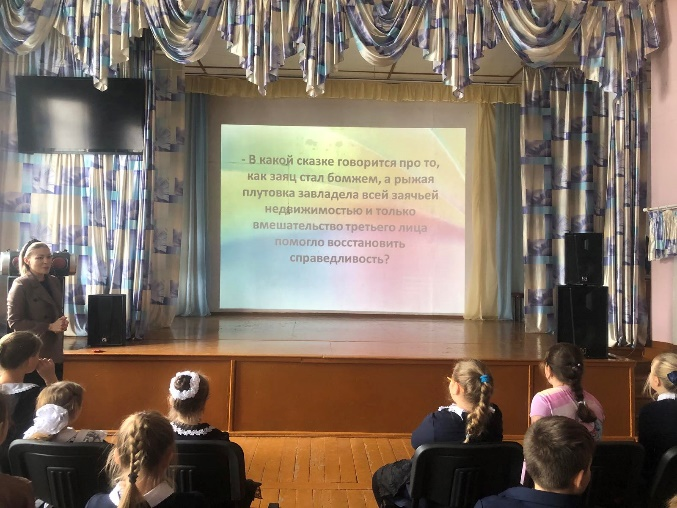 - В какой сказке говорится про то,
как заяц стал бомжем, а рыжая
плутовка завладела всей заячьей
недвижимостью и только
вмешательство третьего лица
помогло восстановить
справедливость?